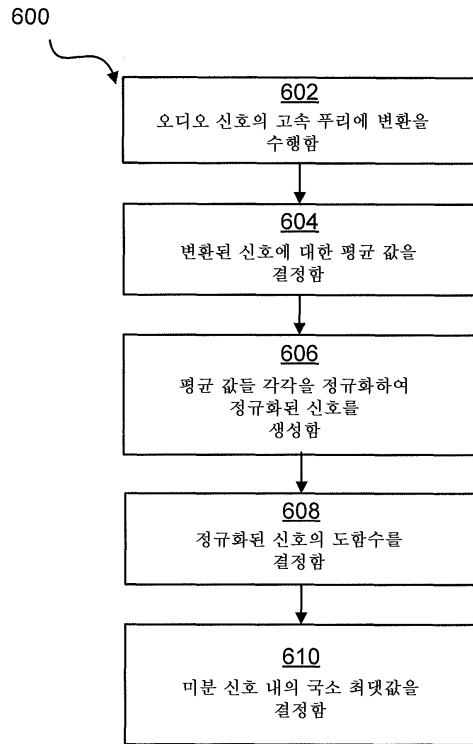 600
602
오디오 신호의 고속 푸리에 변환을
수행함
604
변환된 신호에 대한 평균 값을
결정함
606
평균 값들 각각을 정규화하여
정규화된 신호를
생성함
608
정규화된 신호의 도함수를
결정함
610
미분 신호 내의 국소 최댓값을
결정함